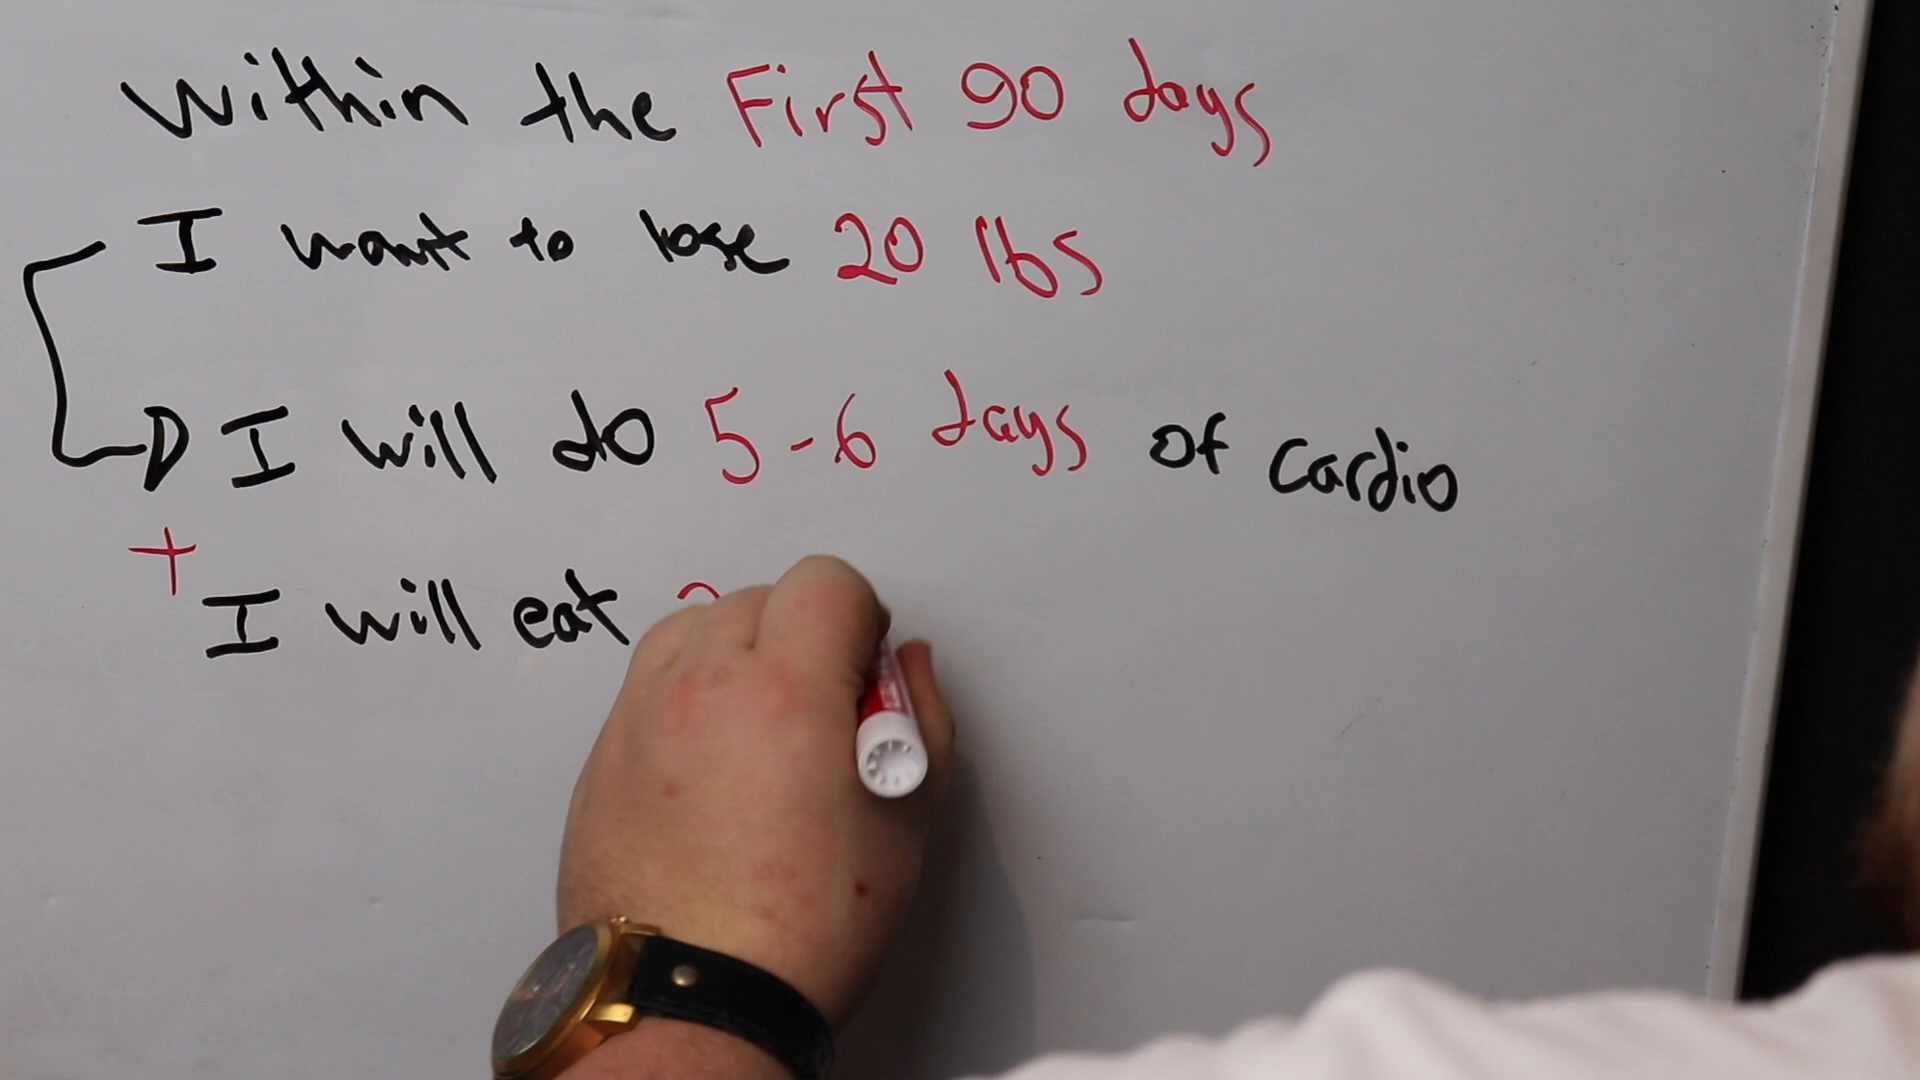 Within the First 90 days
I want to lose 20 lbs
I will do 5-6 days of cardio
+
I will eat